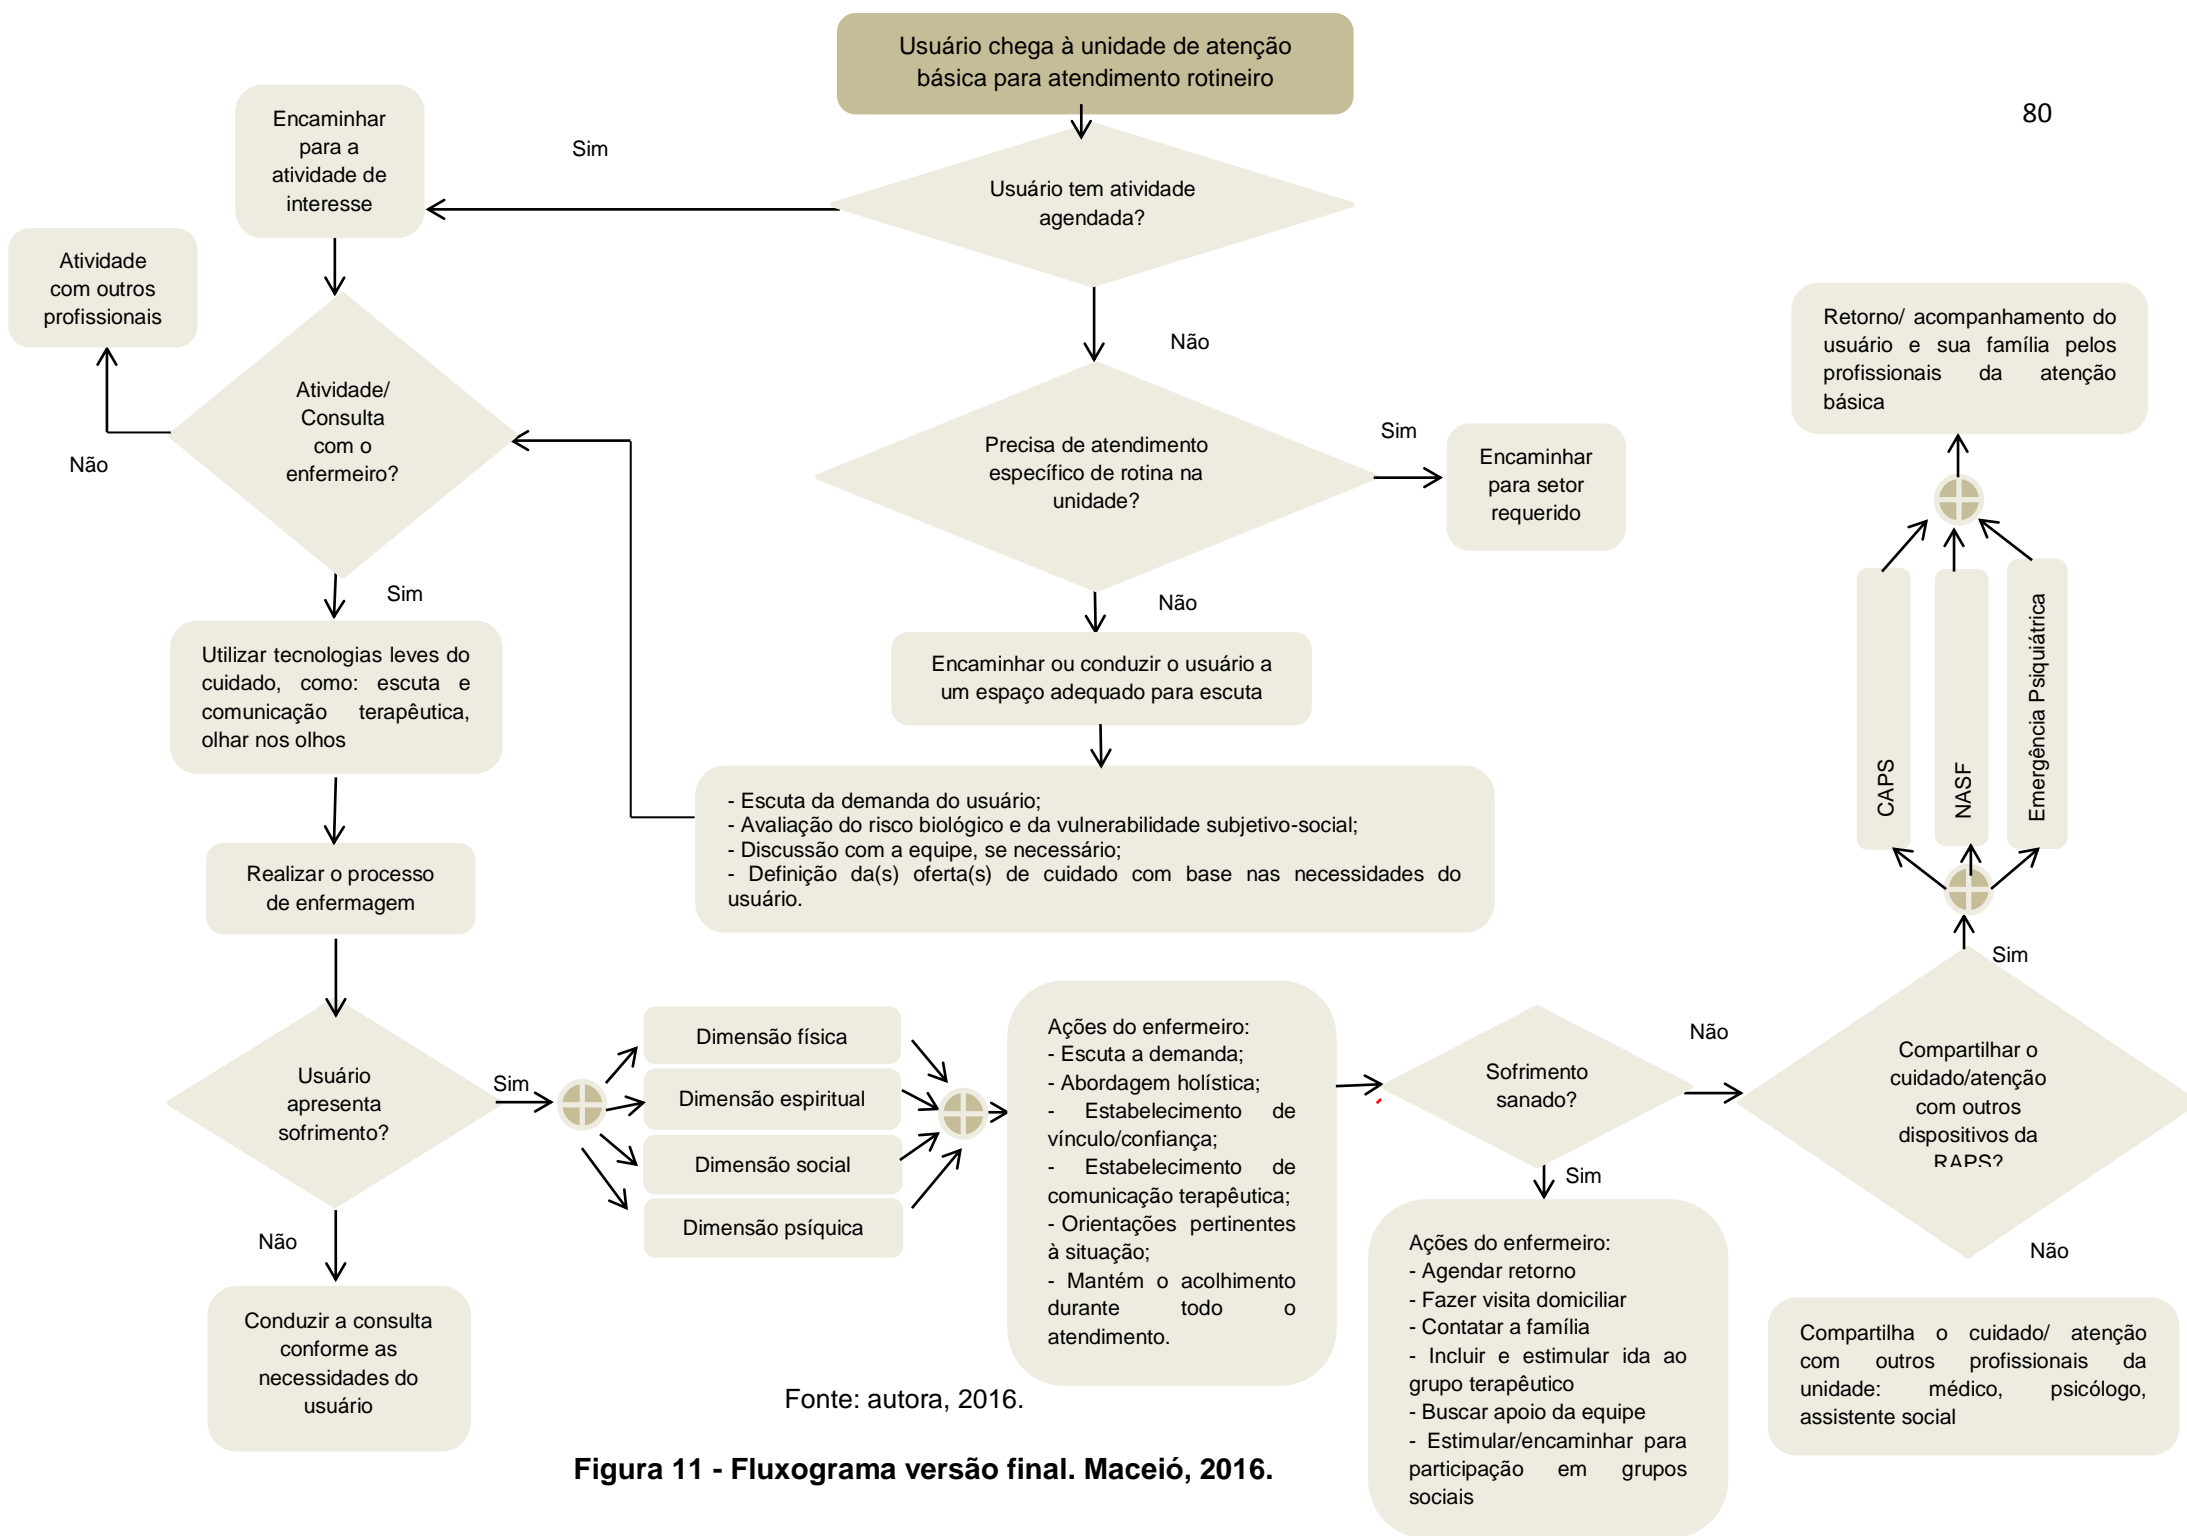 Usuário chega à unidade de atenção
básica para atendimento rotineiro
80
Encaminhar
para a
atividade de
interesse
Sim
Usuário tem atividade
agendada?
Atividade
com outros
profissionais
Não
Atividade/
Consulta
com o
enfermeiro?
Não
Precisa de atendimento
específico de rotina na
unidade?
Sim
Encaminhar
para setor
requerido
Retorno/ acompanhamento do
usuário e sua família pelos
profissionais da atenção
básica
Sim
Não
Utilizar tecnologias leves do
cuidado, como: escuta e
comunicação terapêutica,
olhar nos olhos
Encaminhar ou conduzir o usuário a
um espaço adequado para escuta
CAPS
NASF
Emergência Psiquiátrica
- Escuta da demanda do usuário;
- Avaliação do risco biológico e da vulnerabilidade subjetivo-social;
- Discussão com a equipe, se necessário;
- Definição da(s) oferta(s) de cuidado com base nas necessidades do
usuário.
Realizar o processo
de enfermagem
Sim
Usuário
apresenta
sofrimento?
Sim
Dimensão física
Dimensão espiritual
Dimensão social
Dimensão psíquica
Ações do enfermeiro:
- Escuta a demanda;
- Abordagem holística;
- Estabelecimento de
vínculo/confiança;
- Estabelecimento de
comunicação terapêutica;
- Orientações pertinentes
à situação;
- Mantém o acolhimento
durante todo o
atendimento.
Sofrimento
sanado?
Não
Compartilhar o
cuidado/atenção
com outros
dispositivos da
RAPS?
Sim
Não
Não
Conduzir a consulta
conforme as
necessidades do
usuário
Ações do enfermeiro:
- Agendar retorno
- Fazer visita domiciliar
- Contatar a família
- Incluir e estimular ida ao
grupo terapêutico
- Buscar apoio da equipe
- Estimular/encaminhar para
participação em grupos
sociais
Compartilha o cuidado/ atenção
com outros profissionais da
unidade: médico, psicólogo,
assistente social
Fonte: autora, 2016.
Figura 11 - Fluxograma versão final. Maceió, 2016.